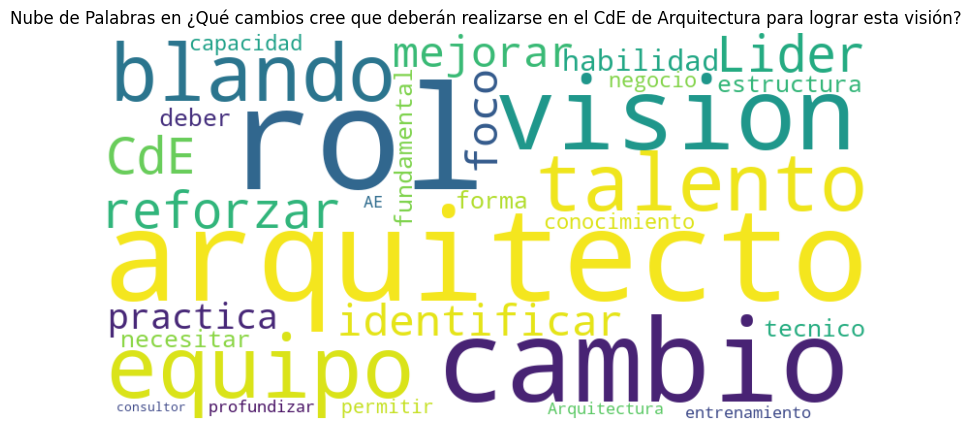 Nube de Palabras en ¿Qué cambios cree que deberán realizarse en el CdE de Arquitectura para lograr esta visión?
capacidad
blando
mejorar
habilidad
Lider
negocio
estructura
deber
rol
fundamental
foco
vision
CdE
talento
AE
forma
reforzar
conocimiento
arquitecto
practica
identificar
tecnico
necesitar
equipo
cambio
consultor
profundizar
permitir
Arquitectura
entrenamiento